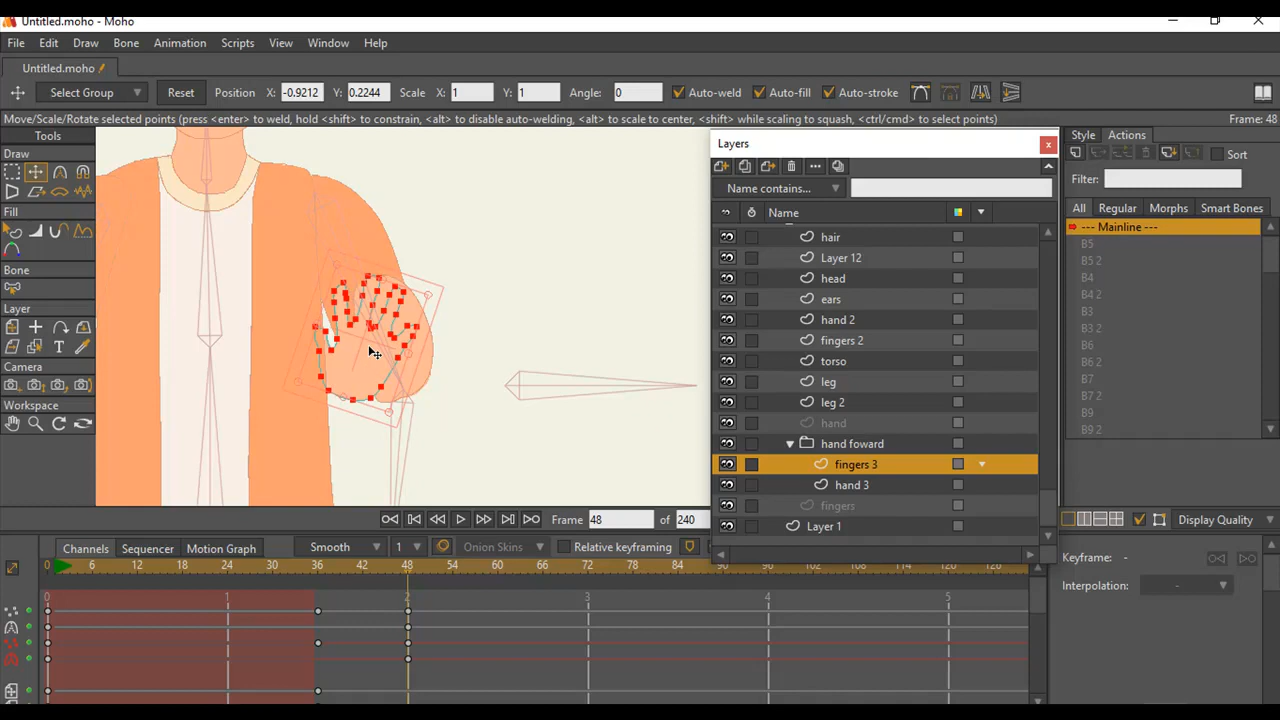 Untitled.moho - Moho
File Edit Draw Bone Animation Scripts View Window Help
Untitled.moho
Select Group Reset Position X: -0.9212 Y: 0.2244 Scale X: 1 Y: 1 Angle: 0 Auto-weld Auto-fill Auto-stroke
Move/Scale/Rotate selected points (press <enter> to weld, hold <shift> to constrain, <alt> to disable auto-welding, <alt> to scale to center, <shift> while scaling to squash, <ctrl/cmd> to select points) Frame: 48
Tools
Draw
Fill
Bone
Layer
Camera
Workspace
Layers
Name contains...
Name
hair
Layer 12
head
ears
hand 2
fingers 2
torso
leg
leg 2
hand
hand foward
fingers 3
hand 3
fingers
Layer 1
Style Actions
Sort
Filter:
All Regular Morphs Smart Bones
--- Mainline ---
B5
B5 2
B4
B4 2
B6
B6 2
B7
B7 2
B9
B9 2
Frame 48 of 240 Display Quality
Channels Sequencer Motion Graph Smooth 1 Onion Skins Relative keyframing
0 6 12 18 24 30 36 42 48 54 60 66 72 78 84 90 96 102 108 114 120 126
0 1 2 3 4 5
Keyframe: -
Interpolation: -